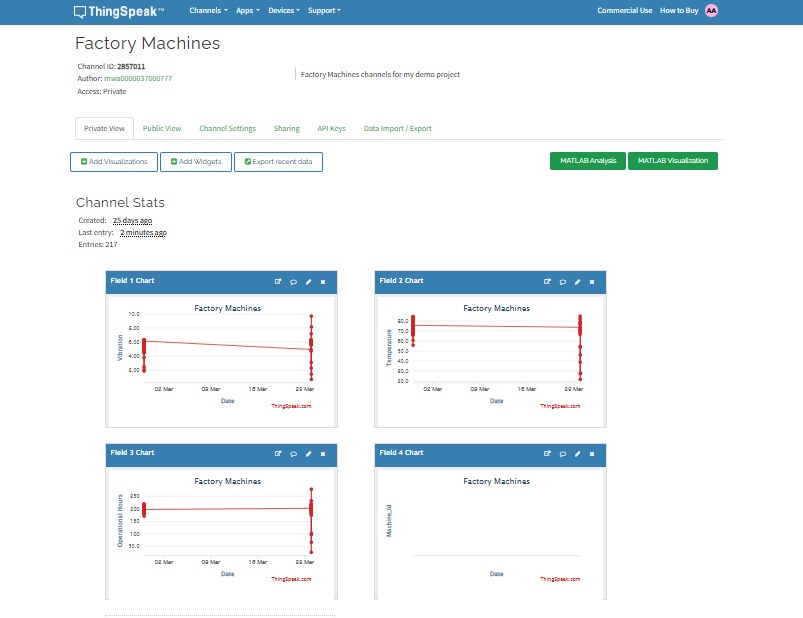 ThingSpeak™ Channels Apps Devices Support Commercial Use How to Buy AA
Factory Machines
Channel ID: 2857011
Author: mwa0000037000777
Access: Private
Factory Machines channels for my demo project
Private View Public View Channel Settings Sharing API Keys Data Import / Export
Add Visualizations Add Widgets Export recent data MATLAB Analysis MATLAB Visualization
Channel Stats
Created: 25 days ago
Last entry: 2 minutes ago
Entries: 217
Field 1 Chart
Factory Machines
Vibration
10.0
8.00
6.00
4.00
2.00
02 Mar 09 Mar 16 Mar 22 Mar
Date
ThingSpeak.com
Field 2 Chart
Factory Machines
Temperature
80.0
70.0
60.0
50.0
40.0
30.0
20.0
02 Mar 09 Mar 16 Mar 22 Mar
Date
ThingSpeak.com
Field 3 Chart
Factory Machines
Operational Hours
250
200
150
100
50.0
02 Mar 09 Mar 16 Mar 22 Mar
Date
ThingSpeak.com
Field 4 Chart
Factory Machines
Machine_Id
Date
ThingSpeak.com